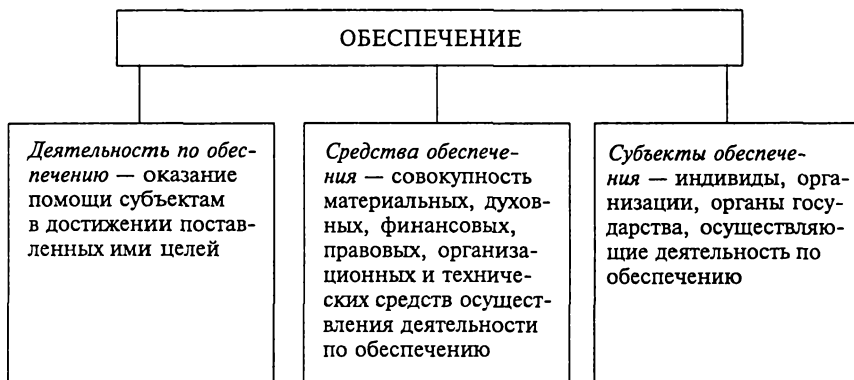 ОБЕСПЕЧЕНИЕ
Деятельность по обес-
печению — оказание
помощи субъектам
в достижении постав-
ленных ими целей
Средства обеспече-
ния — совокупность
материальных, духов-
ных, финансовых,
правовых, организа-
ционных и техниче-
ских средств осущест-
вления деятельности
по обеспечению
Субъекты обеспече-
ния — индивиды, орга-
низации, органы госу-
дарства, осуществляю-
щие деятельность по
обеспечению